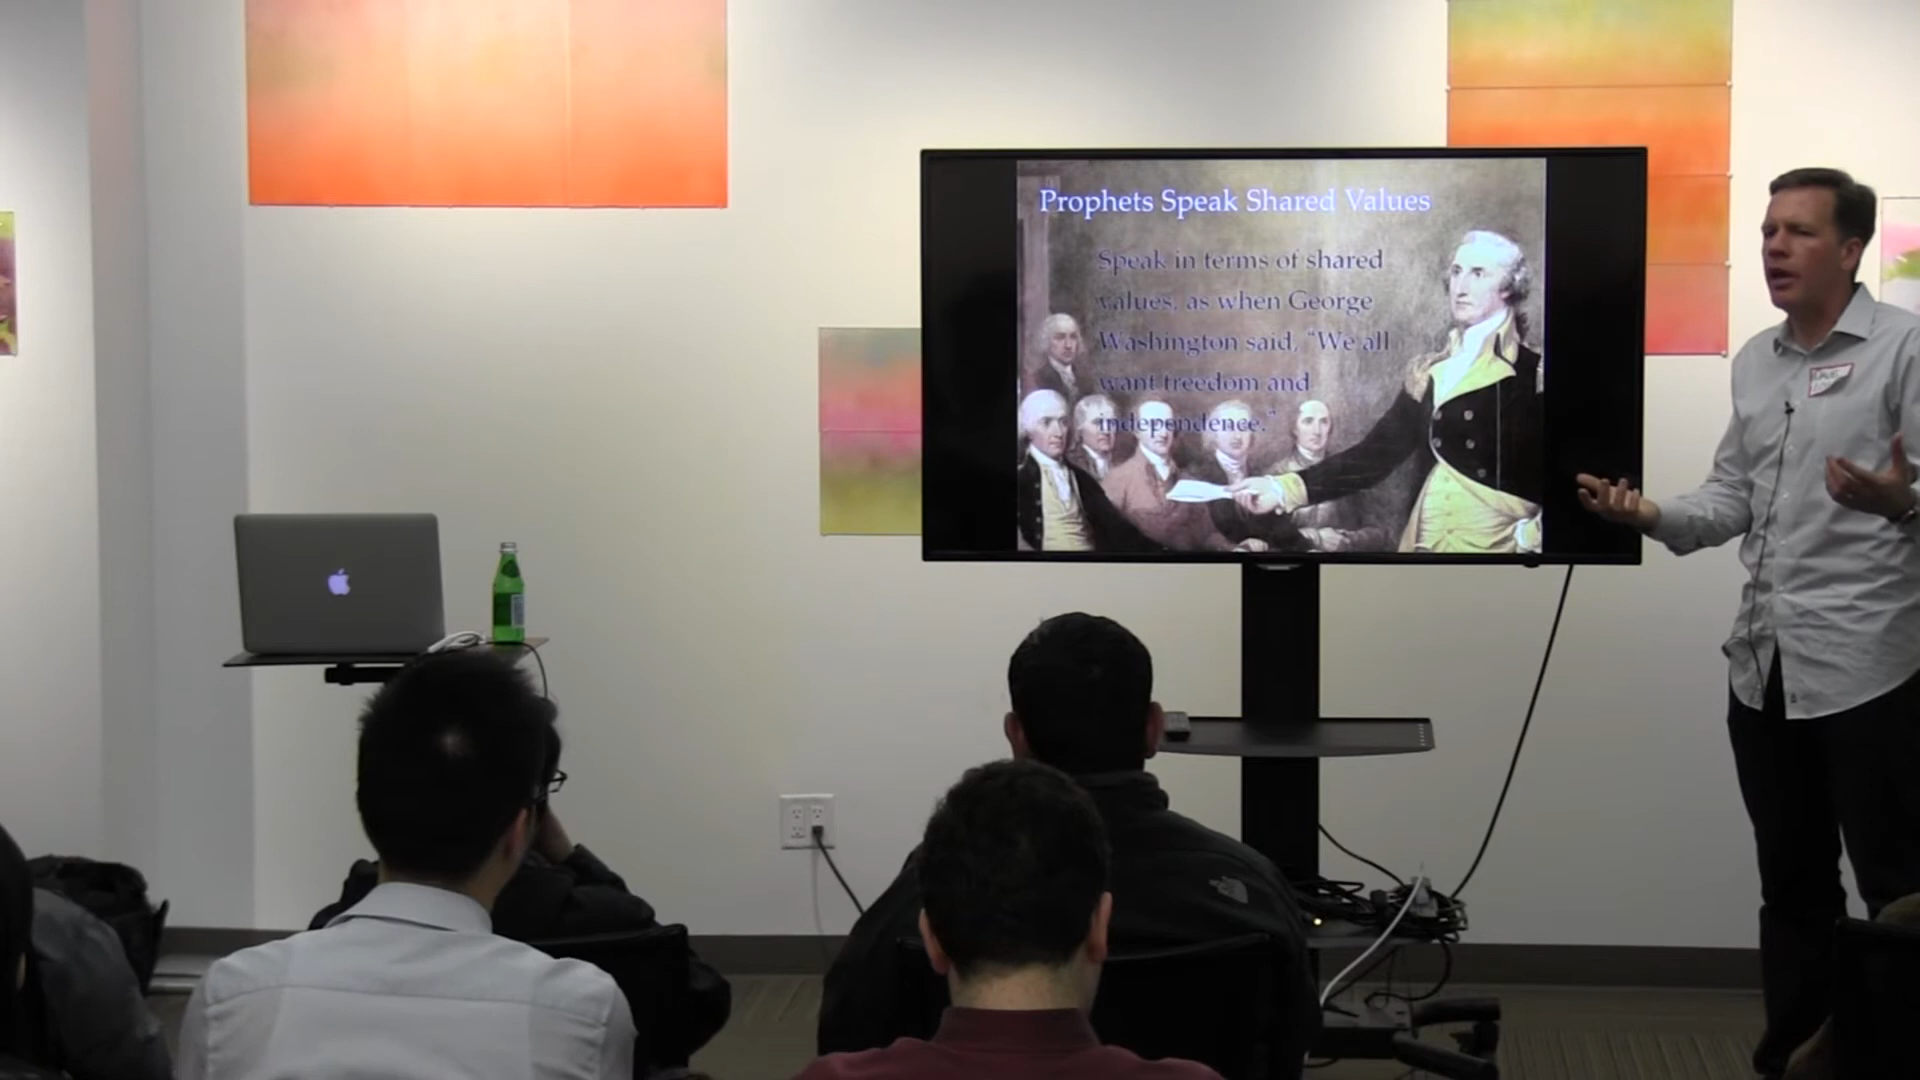 Prophets Speak Shared Values
Speak in terms of shared
values, as when George
Washington said, "We all
want freedom and
independence."